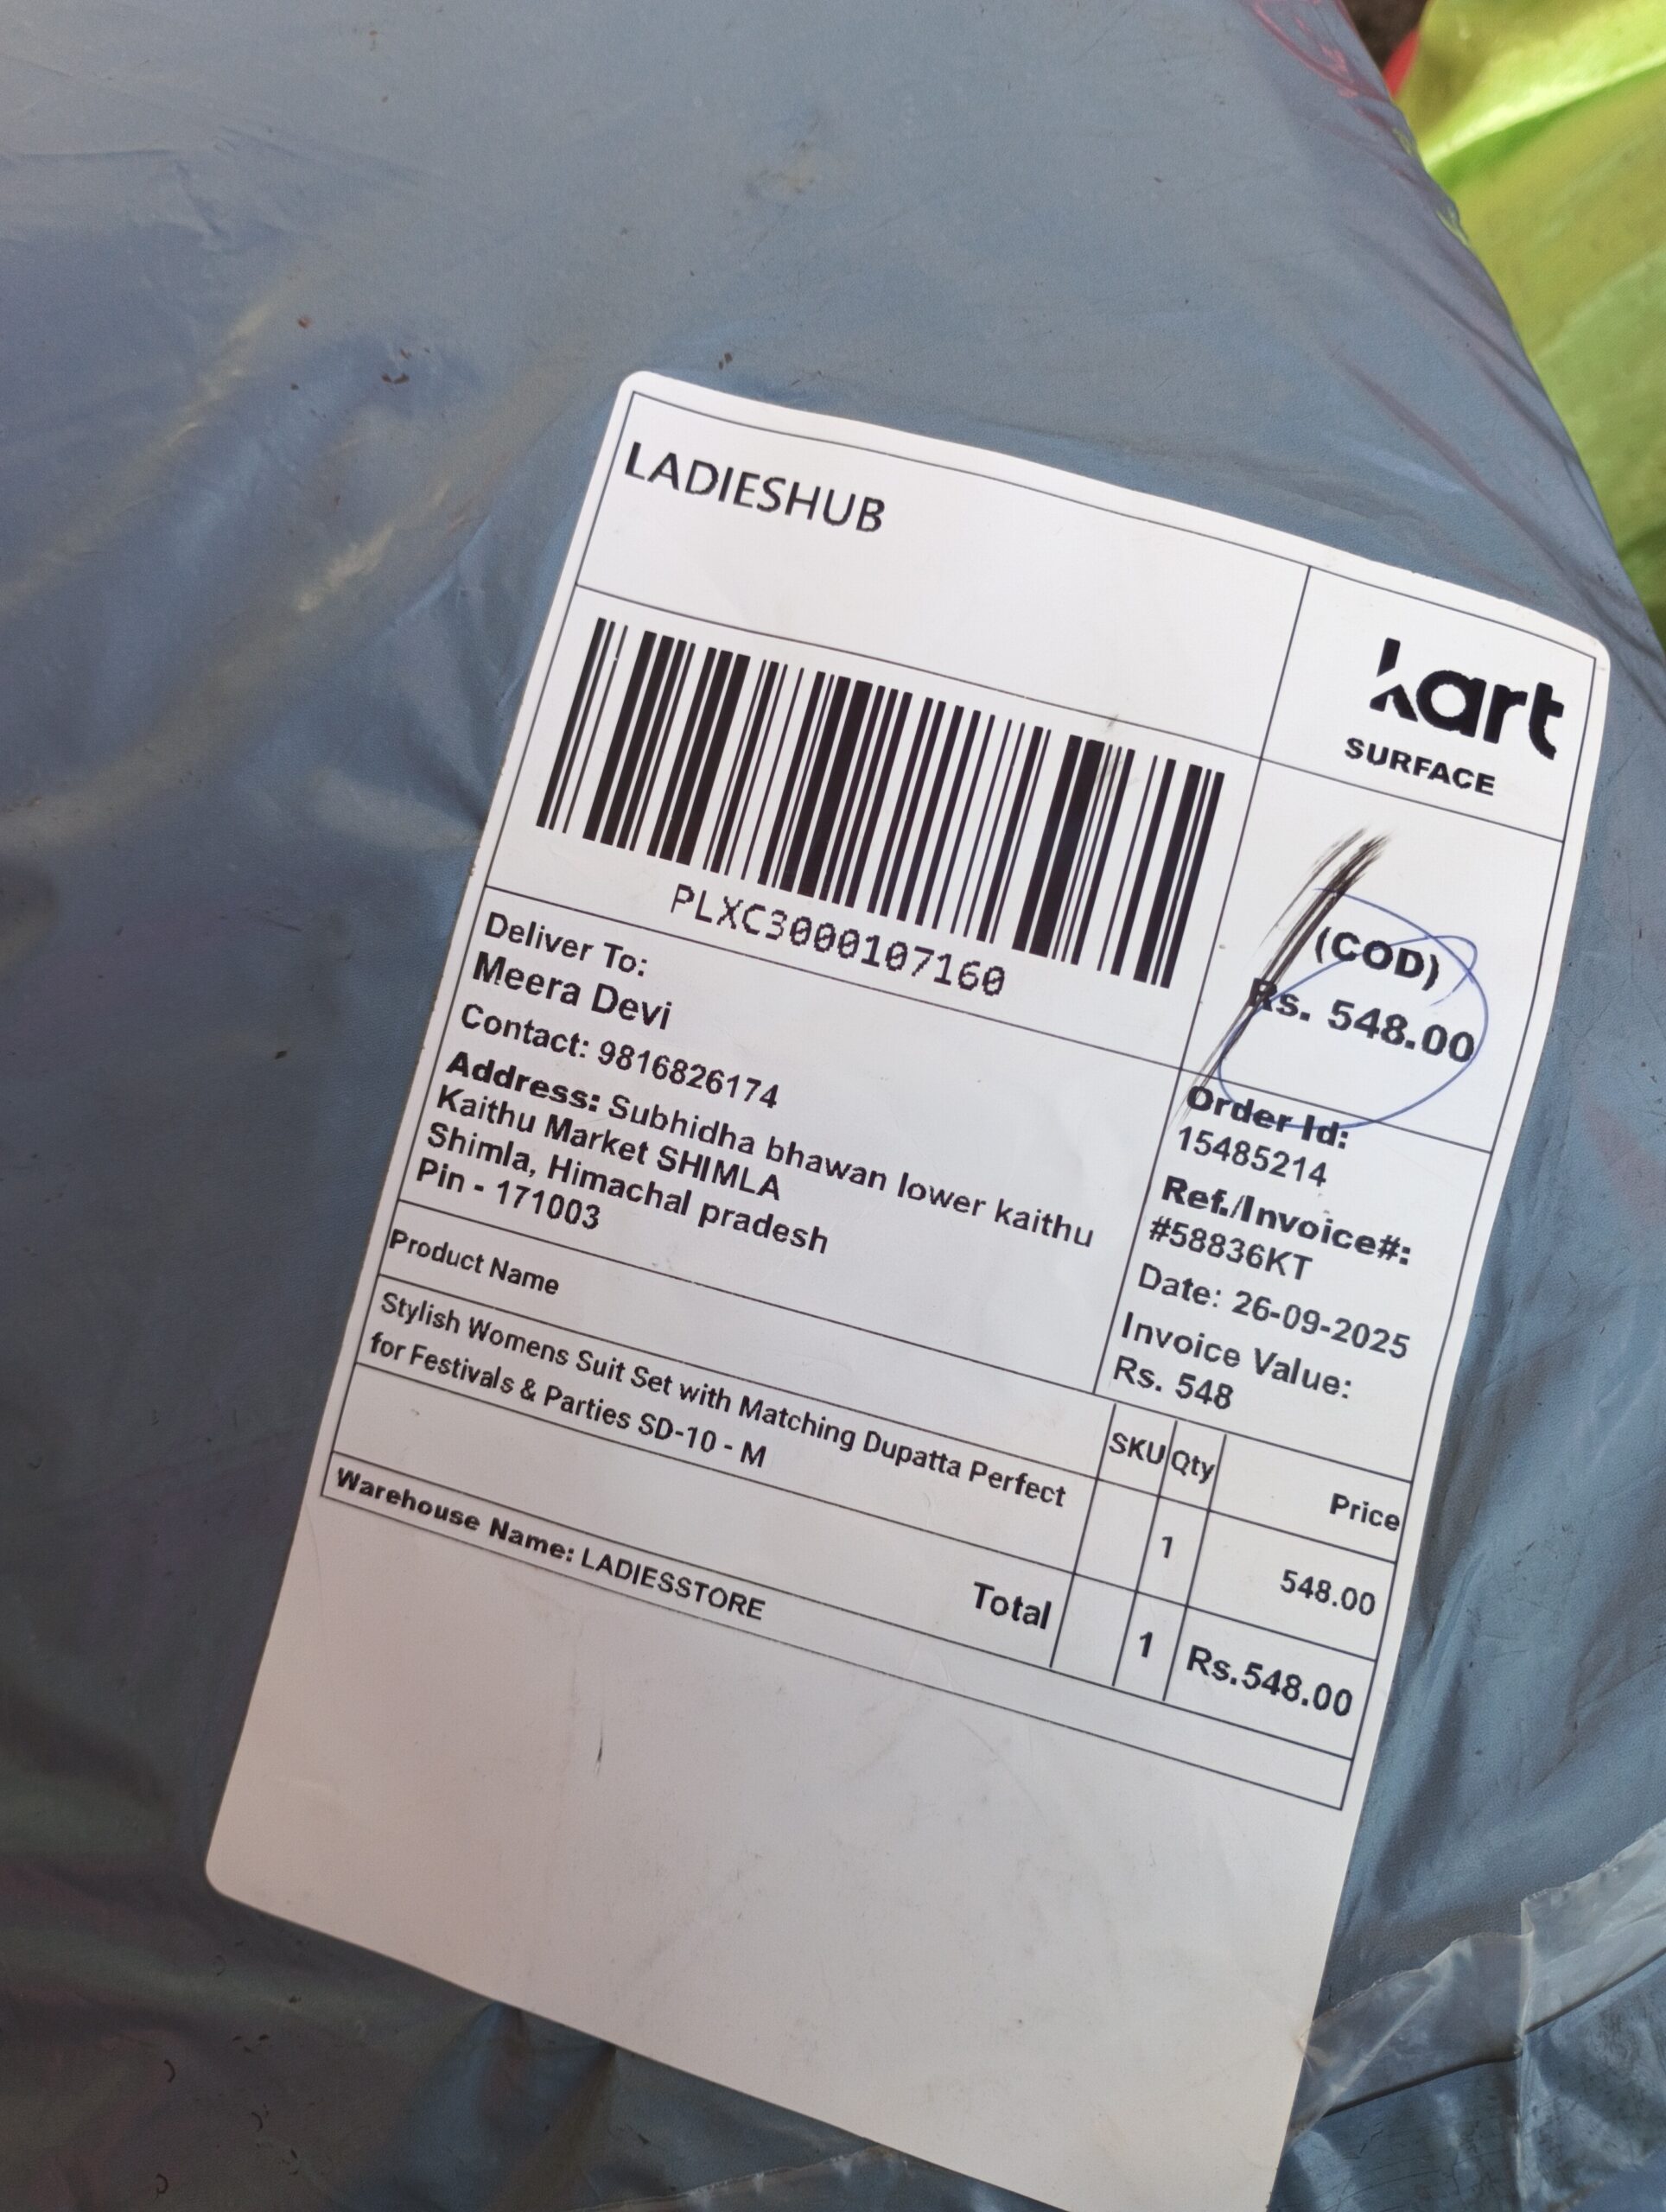 LADIESHUB
kart
SURFACE
PLXC3000107160
(COD)
Rs. 548.00
Deliver To:
Meera Devi
Contact: 9816826174
Address: Subhidha bhawan lower kaithu
Kaithu Market SHIMLA
Shimla, Himachal pradesh
Pin - 171003
Order Id:
15485214
Ref./Invoice#:
#58836KT
Date: 26-09-2025
Invoice Value:
Rs. 548
Product Name SKU Qty Price
Stylish Womens Suit Set with Matching Dupatta Perfect
for Festivals & Parties SD-10 - M 1 548.00
Total 1 Rs.548.00
Warehouse Name: LADIESSTORE